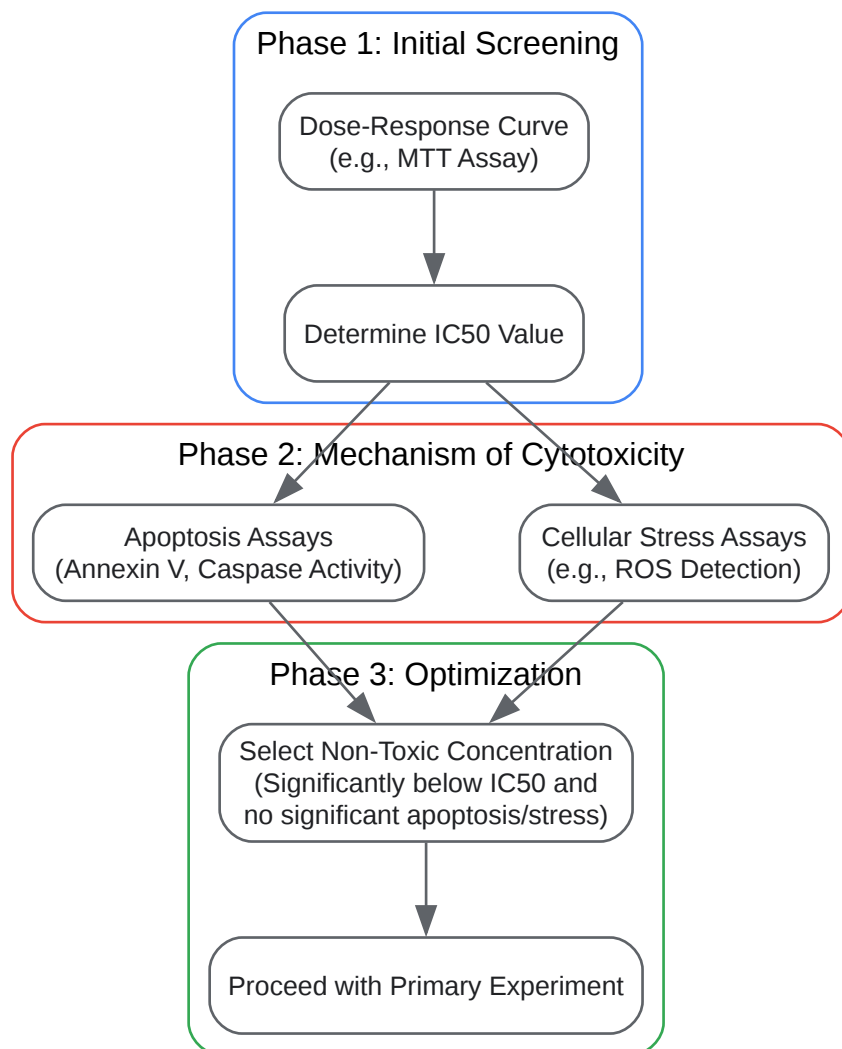 Phase 1: Initial Screening
Dose-Response Curve
(e.g., MTT Assay)
Determine IC50 Value
Phase 2: Mechanism of Cytotoxicity
Apoptosis Assays
(Annexin V, Caspase Activity)
Cellular Stress Assays
(e.g., ROS Detection)
Phase 3: Optimization
Select Non-Toxic Concentration
(Significantly below IC50 and
no significant apoptosis/stress)
Proceed with Primary Experiment